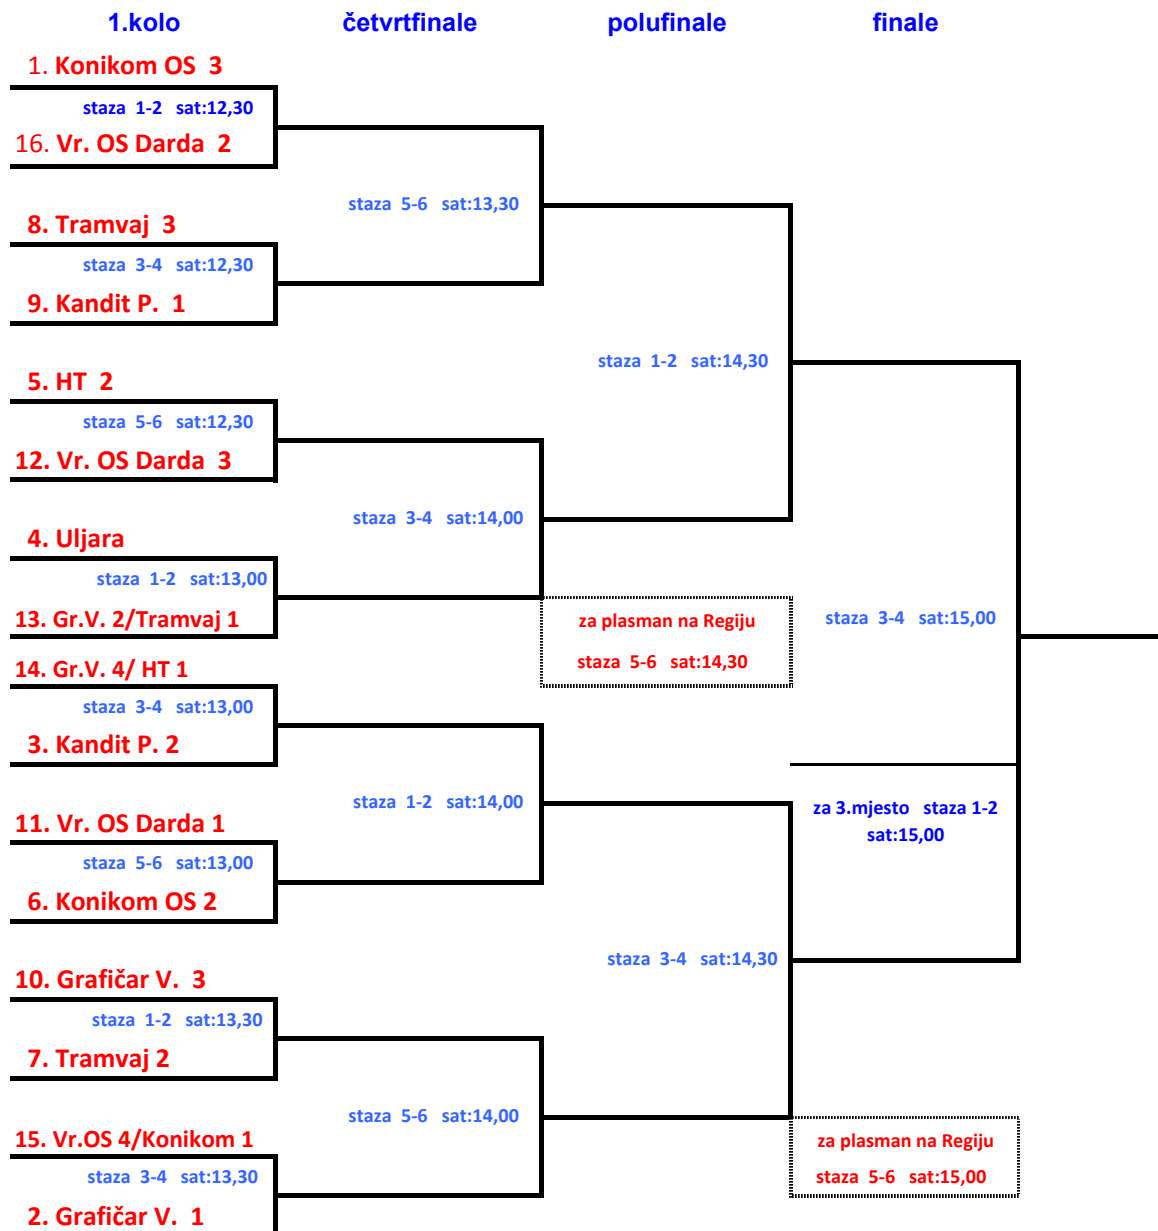 1.kolo četvrtfinale polufinale finale
1. Konikom OS 3
staza 1-2 sat:12,30
16. Vr. OS Darda 2
staza 5-6 sat:13,30
8. Tramvaj 3
staza 3-4 sat:12,30
9. Kandit P. 1
staza 1-2 sat:14,30
5. HT 2
staza 5-6 sat:12,30
12. Vr. OS Darda 3
staza 3-4 sat:14,00
4. Uljara
staza 1-2 sat:13,00
13. Gr.V. 2/Tramvaj 1
za plasman na Regiju
staza 5-6 sat:14,30
staza 3-4 sat:15,00
14. Gr.V. 4/ HT 1
staza 3-4 sat:13,00
3. Kandit P. 2
staza 1-2 sat:14,00
za 3.mjesto staza 1-2
sat:15,00
11. Vr. OS Darda 1
staza 5-6 sat:13,00
6. Konikom OS 2
staza 3-4 sat:14,30
10. Grafičar V. 3
staza 1-2 sat:13,30
7. Tramvaj 2
staza 5-6 sat:14,00
za plasman na Regiju
staza 5-6 sat:15,00
15. Vr.OS 4/Konikom 1
staza 3-4 sat:13,30
2. Grafičar V. 1